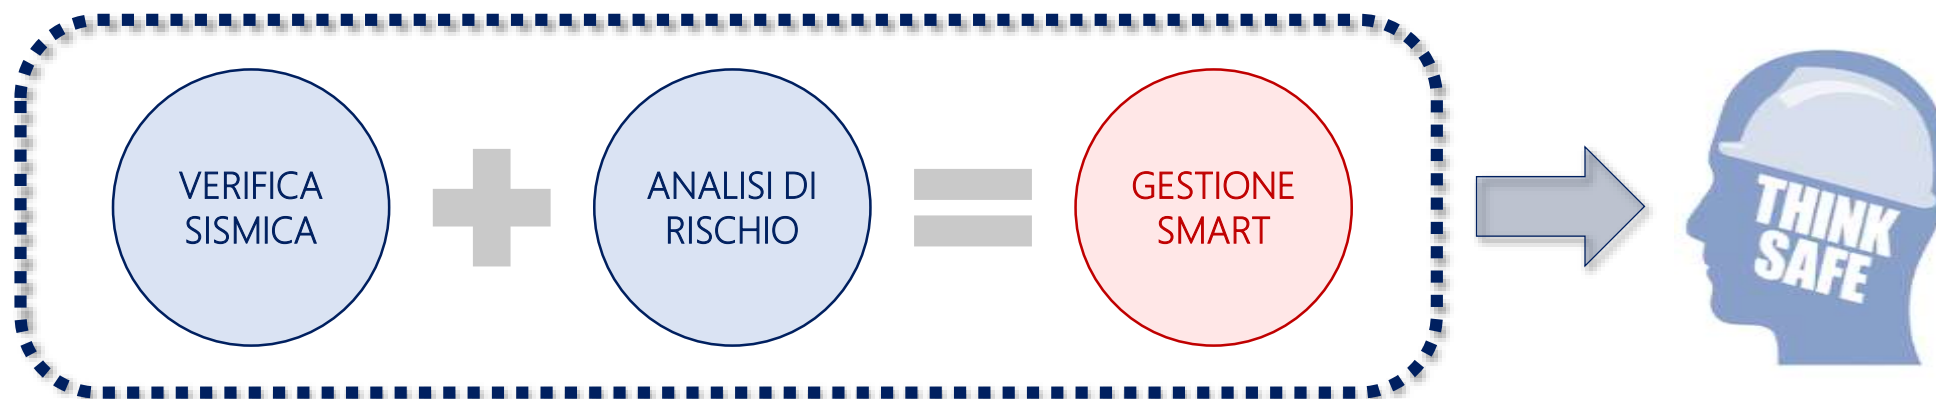 VERIFICA
SISMICA
ANALISI DI
RISCHIO
GESTIONE
SMART
THINK
SAFE